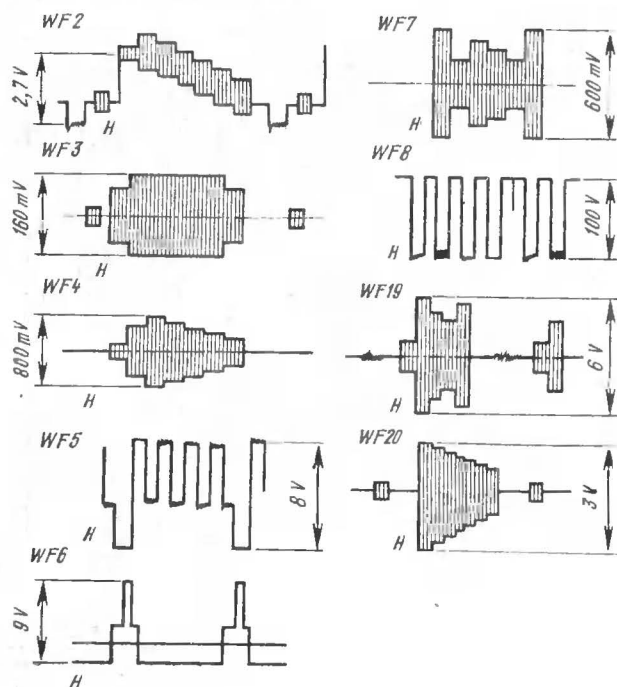 WF2
2,7 V
H
WF3
160 mV
H
WF4
800 mV
H
WF5
8 V
H
WF6
9 V
H
WF7
600 mV
H
WF8
100 V
H
WF19
6 V
H
WF20
3 V
H